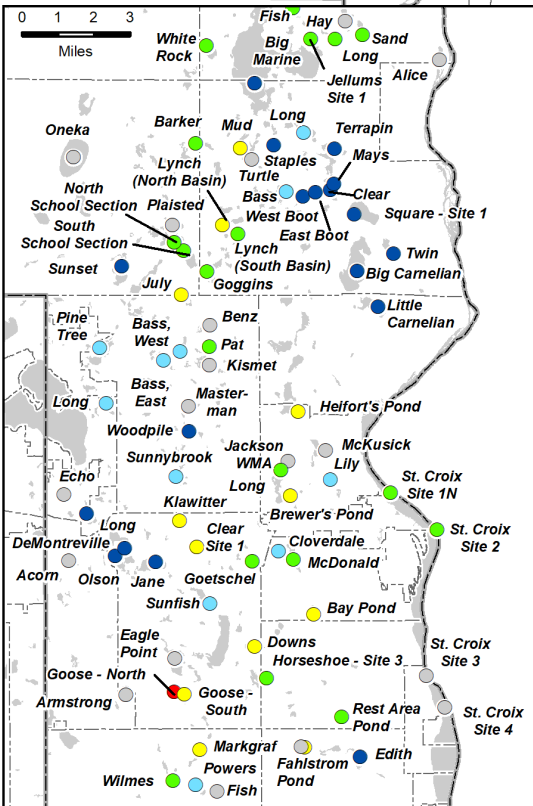 0 1 2 3
Miles
Fish
Hay
White
Rock
Big
Marine
Sand
Long
Jellums
Site 1
Alice
Oneka
Barker
Mud
Long
Terrapin
Mays
Staples
Turtle
Lynch
(North Basin)
Bass
Clear
West Boot
East Boot
Square - Site 1
North
School Section
Plaisted
South
School Section
Lynch
(South Basin)
Sunset
Goggins
Twin
Big Carnelian
July
Little
Carnelian
Pine
Tree
Bass,
West
Benz
Pat
Kismet
Bass,
East
Long
Master-
man
Heifort's Pond
Woodpile
Jackson
WMA
McKusick
Lily
Sunnybrook
Long
St. Croix
Site 1N
Echo
Klawitter
Brewer's Pond
Long
Clear
Site 1
Cloverdale
St. Croix
Site 2
DeMontreville
McDonald
Acorn
Olson
Jane
Goetschel
Sunfish
Bay Pond
Eagle
Point
Downs
St. Croix
Site 3
Horseshoe - Site 3
Goose - North
Armstrong
Goose -
South
Rest Area
Pond
St. Croix
Site 4
Markgraf
Fahlstrom
Pond
Edith
Wilmes
Powers
Fish